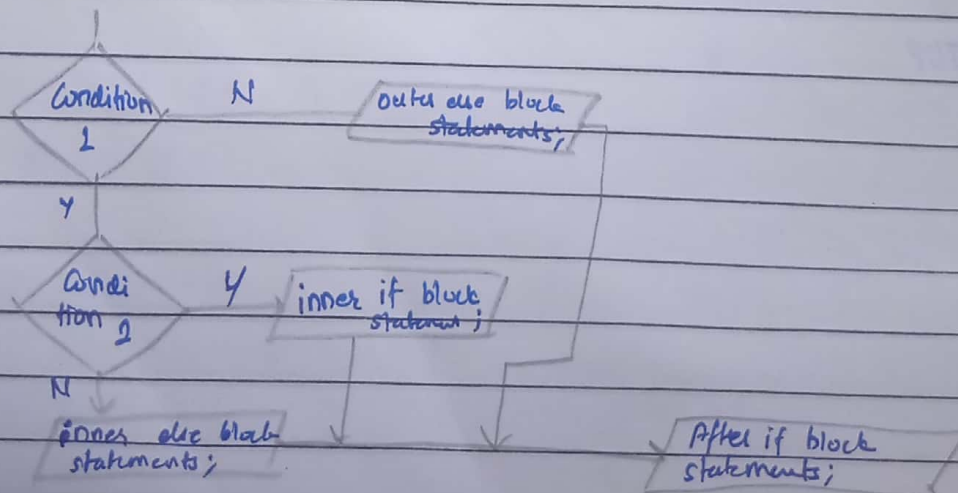 Condition
1
N
outer else block
statements;
Y
Condi
tion 2
Y
inner if block
statement;
N
inner else block
statements;
After if block
statements;